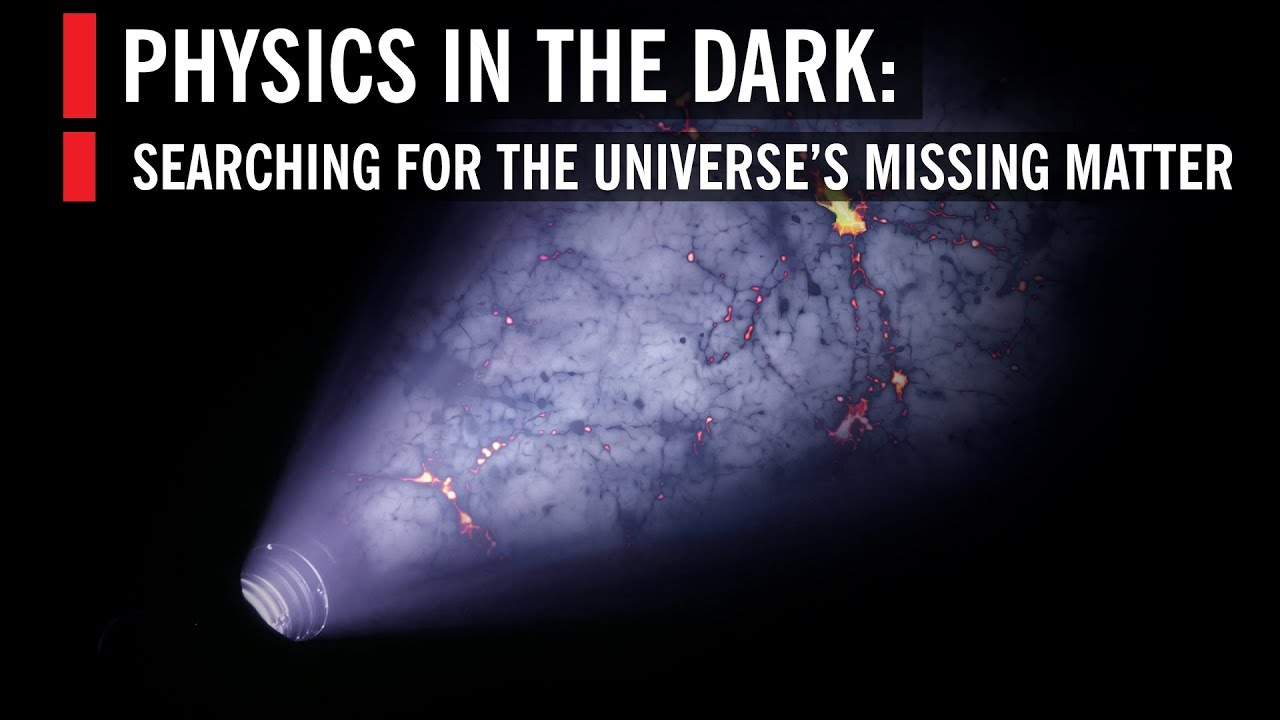 PHYSICS IN THE DARK:
SEARCHING FOR THE UNIVERSE’S MISSING MATTER